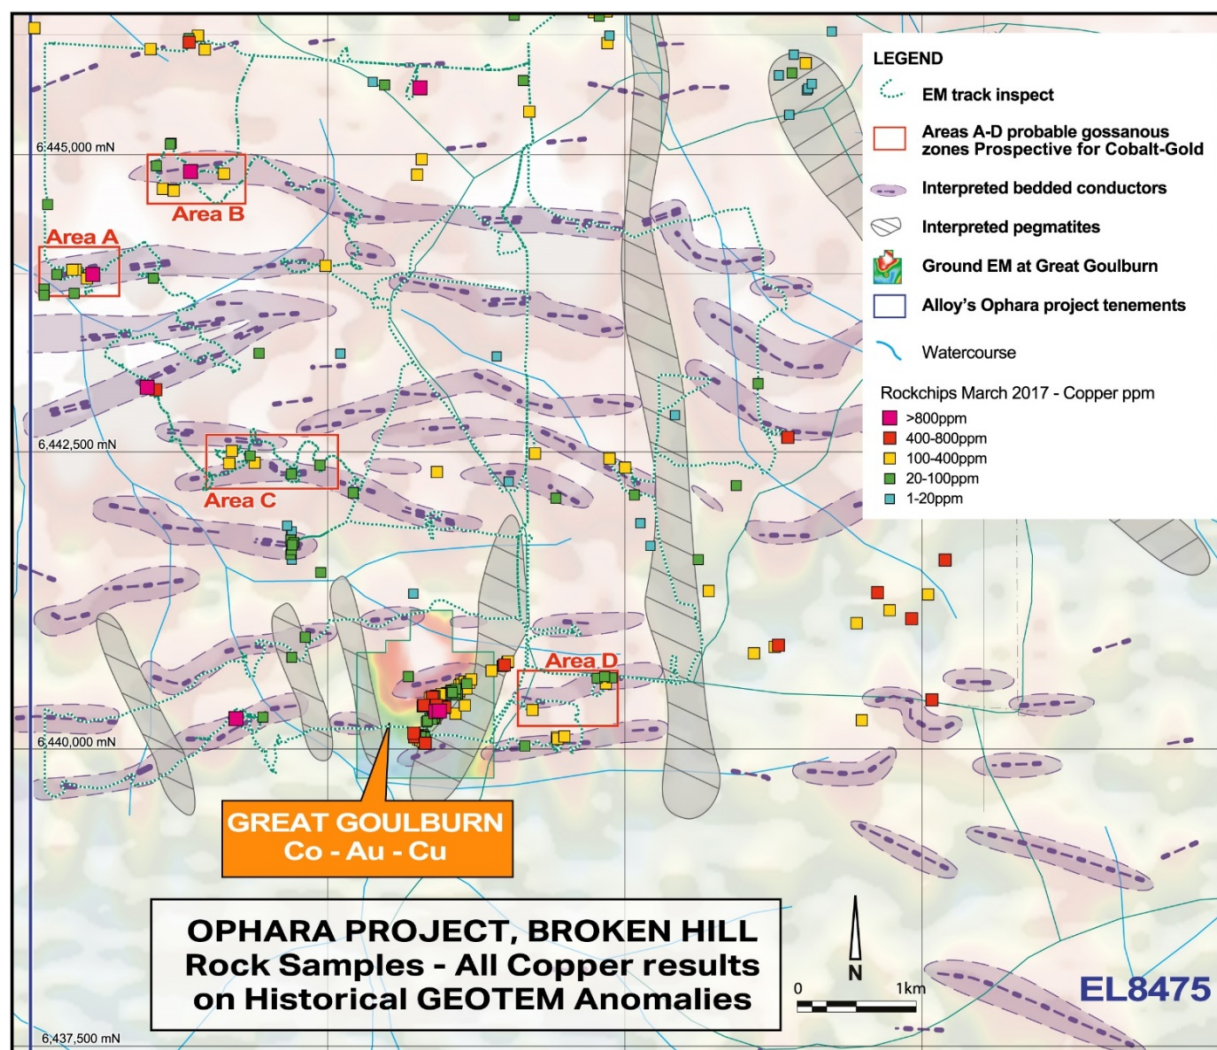 LEGEND
EM track inspect
Areas A-D probable gossanous
zones Prospective for Cobalt-Gold
Interpreted bedded conductors
Interpreted pegmatites
Ground EM at Great Goulburn
Alloy's Ophara project tenements
Watercourse
Rockchips March 2017 - Copper ppm
>800ppm
400-800ppm
100-400ppm
20-100ppm
1-20ppm
6,445,000 mN
Area B
Area A
6,442,500 mN
Area C
Area D
6,440,000 mN
GREAT GOULBURN
Co - Au - Cu
OPHARA PROJECT, BROKEN HILL
Rock Samples - All Copper results
on Historical GEOTEM Anomalies
N
0 1km
EL8475
6,437,500 mN